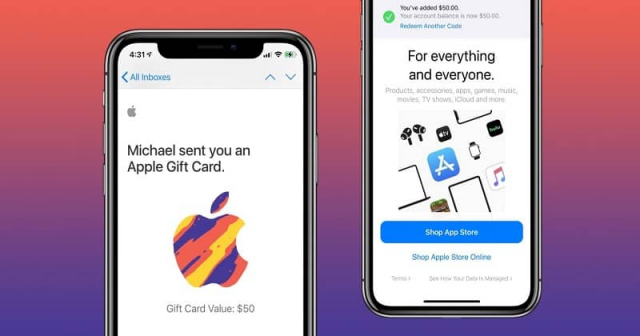 4:31
All Inboxes
Michael sent you an
Apple Gift Card.
Gift Card Value: $50
You've added $50.00.
Your account balance is now $50.00.
Redeem Another Code
For everything
and everyone.
Products, accessories, apps, games, music,
movies, TV shows, iCloud and more.
tv
hulu
Shop App Store
Shop Apple Store Online
Terms >
See How Your Data Is Managed >